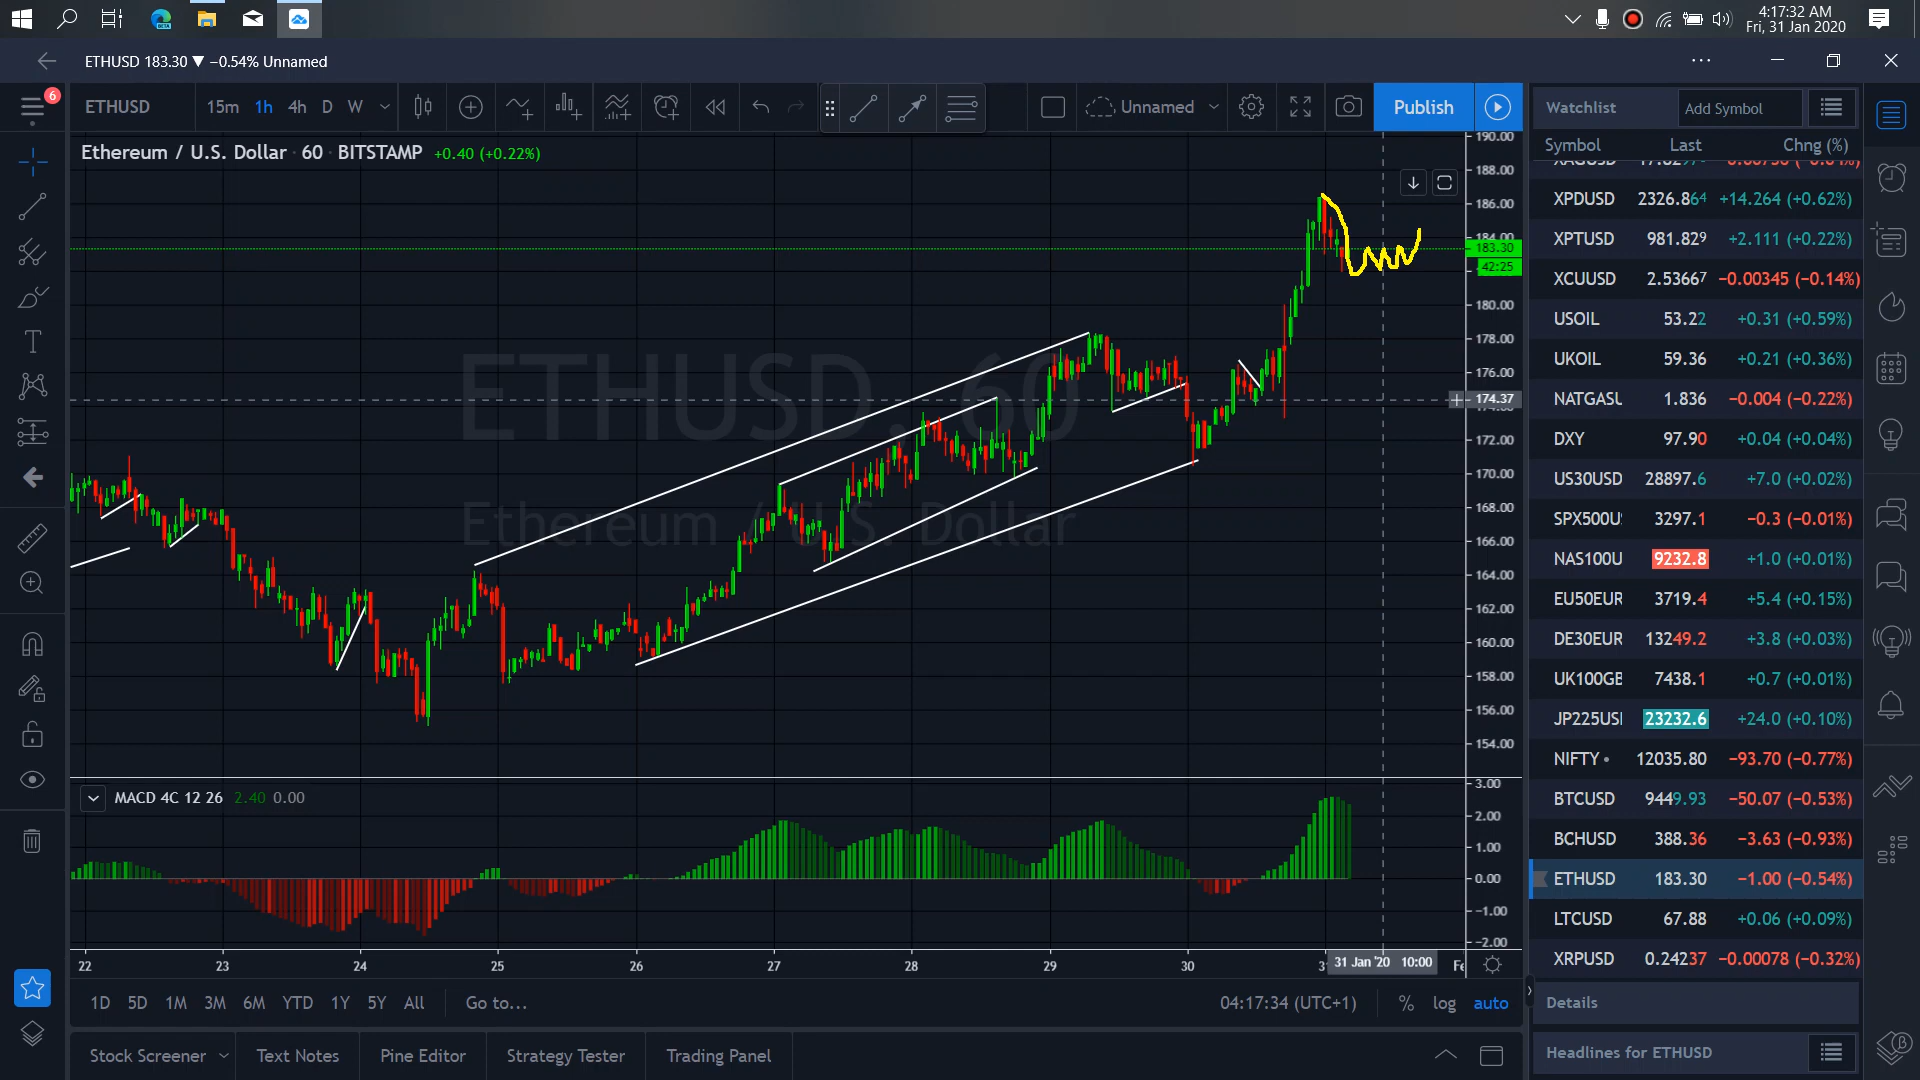 4:17:32 AM
Fri, 31 Jan 2020
ETHUSD 183.30 ▼ −0.54% Unnamed
6
ETHUSD 15m 1h 4h D W Unnamed Publish
Watchlist Add Symbol
Symbol Last Chng (%)
Ethereum / U.S. Dollar · 60 · BITSTAMP +0.40 (+0.22%)
XPDUSD 2326.864 +14.264 (+0.62%)
XPTUSD 981.829 +2.111 (+0.22%)
XCUUSD 2.53667 −0.00345 (−0.14%)
USOIL 53.22 +0.31 (+0.59%)
UKOIL 59.36 +0.21 (+0.36%)
NATGASU 1.836 −0.004 (−0.22%)
DXY 97.90 +0.04 (+0.04%)
US30USD 28897.6 +7.0 (+0.02%)
SPX500U 3297.1 −0.3 (−0.01%)
NAS100U 9232.8 +1.0 (+0.01%)
EU50EUR 3719.4 +5.4 (+0.15%)
DE30EUR 13249.2 +3.8 (+0.03%)
UK100GB 7438.1 +0.7 (+0.01%)
JP225USI 23232.6 +24.0 (+0.10%)
NIFTY • 12035.80 −93.70 (−0.77%)
BTCUSD 9449.93 −50.07 (−0.53%)
BCHUSD 388.36 −3.63 (−0.93%)
ETHUSD 183.30 −1.00 (−0.54%)
LTCUSD 67.88 +0.06 (+0.09%)
XRPUSD 0.24237 −0.00078 (−0.32%)
190.00
188.00
186.00
184.00
183.30
42:25
180.00
178.00
176.00
174.37
172.00
170.00
168.00
166.00
164.00
162.00
160.00
158.00
156.00
154.00
ETHUSD, 60
Ethereum / U.S. Dollar
MACD 4C 12 26 2.40 0.00
3.00
2.00
1.00
0.00
−1.00
−2.00
22 23 24 25 26 27 28 29 30 31 Jan '20 10:00 Fe
1D 5D 1M 3M 6M YTD 1Y 5Y All Go to... 04:17:34 (UTC+1) % log auto
Details
Stock Screener Text Notes Pine Editor Strategy Tester Trading Panel
Headlines for ETHUSD